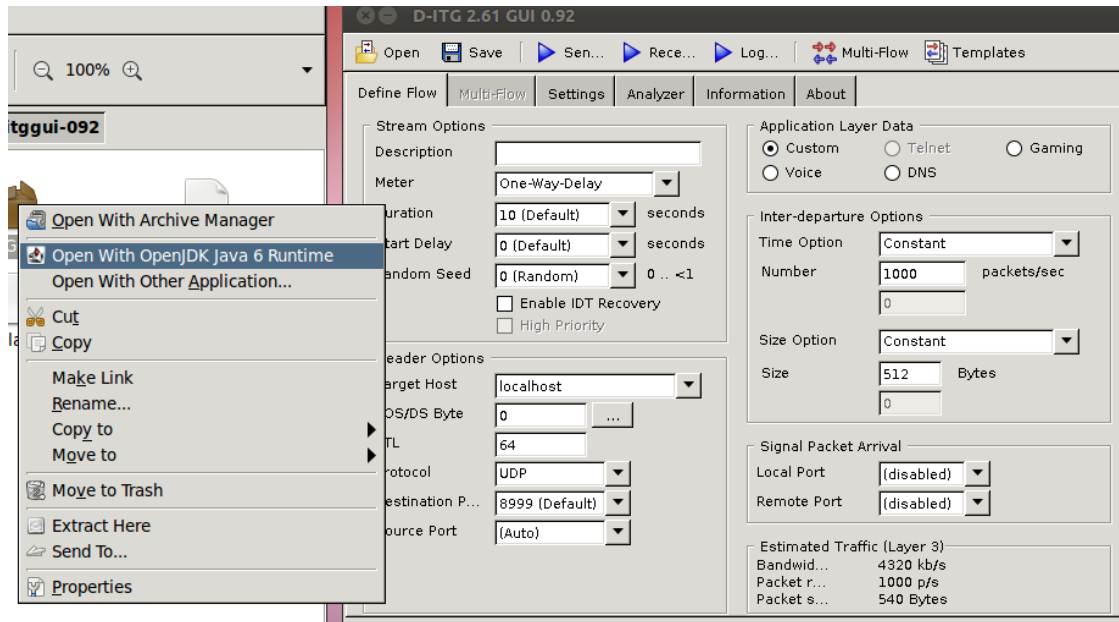 D-ITG 2.61 GUI 0.92
Open Save Sen... Rece... Log... Multi-Flow Templates
100%
Define Flow Multi-Flow Settings Analyzer Information About
itggui-092
Stream Options
Description
Meter One-Way-Delay
uration 10 (Default) seconds
tart Delay 0 (Default) seconds
andom Seed 0 (Random) 0 .. <1
Enable IDT Recovery
High Priority
eader Options
arget Host localhost
OS/DS Byte 0 ...
TL 64
rotocol UDP
estination P... 8999 (Default)
ource Port (Auto)
Application Layer Data
Custom Telnet Gaming
Voice DNS
Inter-departure Options
Time Option Constant
Number 1000 packets/sec
0
Size Option Constant
Size 512 Bytes
0
Signal Packet Arrival
Local Port (disabled)
Remote Port (disabled)
Estimated Traffic (Layer 3)
Bandwid... 4320 kb/s
Packet r... 1000 p/s
Packet s... 540 Bytes
Open With Archive Manager
Open With OpenJDK Java 6 Runtime
Open With Other Application...
Cut
Copy
Make Link
Rename...
Copy to
Move to
Move to Trash
Extract Here
Send To...
Properties